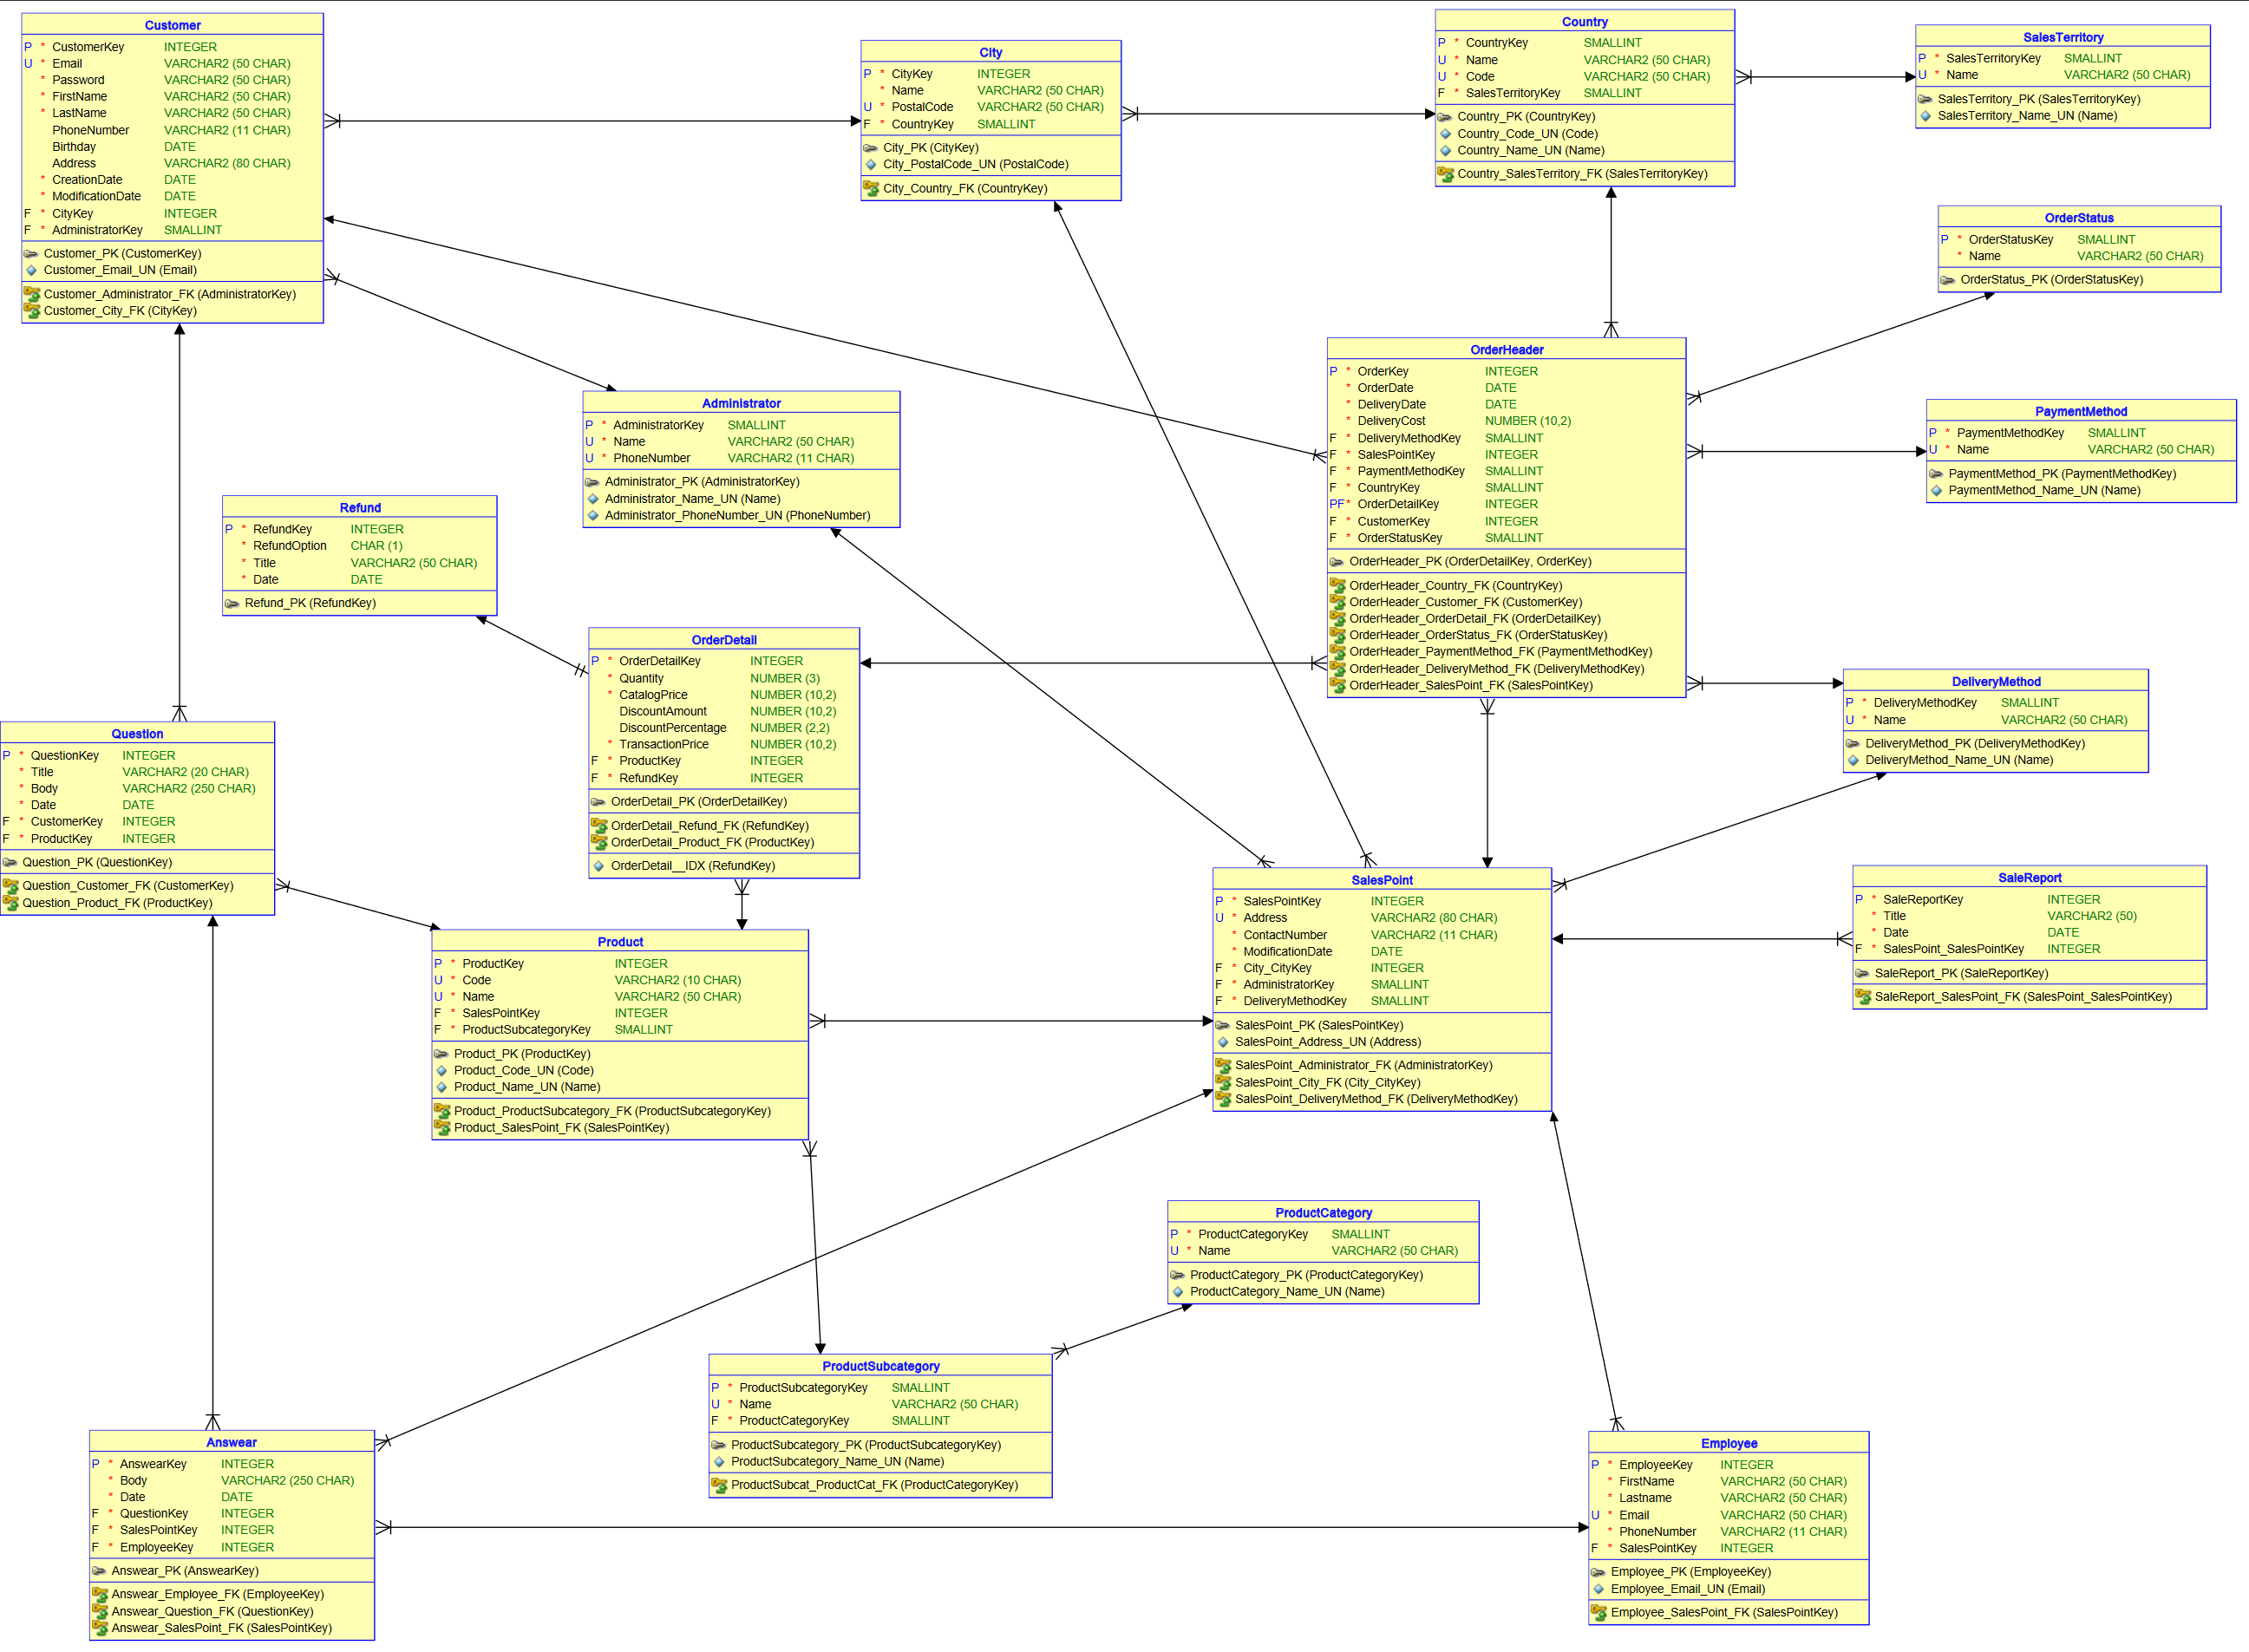 Customer
P * CustomerKey INTEGER
U * Email VARCHAR2 (50 CHAR)
* Password VARCHAR2 (50 CHAR)
* FirstName VARCHAR2 (50 CHAR)
* LastName VARCHAR2 (50 CHAR)
PhoneNumber VARCHAR2 (11 CHAR)
Birthday DATE
Address VARCHAR2 (80 CHAR)
* CreationDate DATE
* ModificationDate DATE
F * CityKey INTEGER
F * AdministratorKey SMALLINT
Customer_PK (CustomerKey)
Customer_Email_UN (Email)
Customer_Administrator_FK (AdministratorKey)
Customer_City_FK (CityKey)
City
P * CityKey INTEGER
* Name VARCHAR2 (50 CHAR)
U * PostalCode VARCHAR2 (50 CHAR)
F * CountryKey SMALLINT
City_PK (CityKey)
City_PostalCode_UN (PostalCode)
City_Country_FK (CountryKey)
Country
P * CountryKey SMALLINT
U * Name VARCHAR2 (50 CHAR)
U * Code VARCHAR2 (50 CHAR)
F * SalesTerritoryKey SMALLINT
Country_PK (CountryKey)
Country_Code_UN (Code)
Country_Name_UN (Name)
Country_SalesTerritory_FK (SalesTerritoryKey)
SalesTerritory
P * SalesTerritoryKey SMALLINT
U * Name VARCHAR2 (50 CHAR)
SalesTerritory_PK (SalesTerritoryKey)
SalesTerritory_Name_UN (Name)
OrderStatus
P * OrderStatusKey SMALLINT
* Name VARCHAR2 (50 CHAR)
OrderStatus_PK (OrderStatusKey)
OrderHeader
P * OrderKey INTEGER
* OrderDate DATE
* DeliveryDate DATE
* DeliveryCost NUMBER (10,2)
F * DeliveryMethodKey SMALLINT
F * SalesPointKey INTEGER
F * PaymentMethodKey SMALLINT
F * CountryKey SMALLINT
PF* OrderDetailKey INTEGER
F * CustomerKey INTEGER
F * OrderStatusKey SMALLINT
OrderHeader_PK (OrderDetailKey, OrderKey)
OrderHeader_Country_FK (CountryKey)
OrderHeader_Customer_FK (CustomerKey)
OrderHeader_OrderDetail_FK (OrderDetailKey)
OrderHeader_OrderStatus_FK (OrderStatusKey)
OrderHeader_PaymentMethod_FK (PaymentMethodKey)
OrderHeader_DeliveryMethod_FK (DeliveryMethodKey)
OrderHeader_SalesPoint_FK (SalesPointKey)
Administrator
P * AdministratorKey SMALLINT
U * Name VARCHAR2 (50 CHAR)
U * PhoneNumber VARCHAR2 (11 CHAR)
Administrator_PK (AdministratorKey)
Administrator_Name_UN (Name)
Administrator_PhoneNumber_UN (PhoneNumber)
PaymentMethod
P * PaymentMethodKey SMALLINT
U * Name VARCHAR2 (50 CHAR)
PaymentMethod_PK (PaymentMethodKey)
PaymentMethod_Name_UN (Name)
Refund
P * RefundKey INTEGER
* RefundOption CHAR (1)
* Title VARCHAR2 (50 CHAR)
* Date DATE
Refund_PK (RefundKey)
OrderDetail
P * OrderDetailKey INTEGER
* Quantity NUMBER (3)
* CatalogPrice NUMBER (10,2)
DiscountAmount NUMBER (10,2)
DiscountPercentage NUMBER (2,2)
* TransactionPrice NUMBER (10,2)
F * ProductKey INTEGER
F * RefundKey INTEGER
OrderDetail_PK (OrderDetailKey)
OrderDetail_Refund_FK (RefundKey)
OrderDetail_Product_FK (ProductKey)
OrderDetail__IDX (RefundKey)
DeliveryMethod
P * DeliveryMethodKey SMALLINT
U * Name VARCHAR2 (50 CHAR)
DeliveryMethod_PK (DeliveryMethodKey)
DeliveryMethod_Name_UN (Name)
Question
P * QuestionKey INTEGER
* Title VARCHAR2 (20 CHAR)
* Body VARCHAR2 (250 CHAR)
* Date DATE
F * CustomerKey INTEGER
F * ProductKey INTEGER
Question_PK (QuestionKey)
Question_Customer_FK (CustomerKey)
Question_Product_FK (ProductKey)
SalesPoint
P * SalesPointKey INTEGER
U * Address VARCHAR2 (80 CHAR)
* ContactNumber VARCHAR2 (11 CHAR)
* ModificationDate DATE
F * City_CityKey INTEGER
F * AdministratorKey SMALLINT
F * DeliveryMethodKey SMALLINT
SalesPoint_PK (SalesPointKey)
SalesPoint_Address_UN (Address)
SalesPoint_Administrator_FK (AdministratorKey)
SalesPoint_City_FK (City_CityKey)
SalesPoint_DeliveryMethod_FK (DeliveryMethodKey)
SaleReport
P * SaleReportKey INTEGER
* Title VARCHAR2 (50)
* Date DATE
F * SalesPoint_SalesPointKey INTEGER
SaleReport_PK (SaleReportKey)
SaleReport_SalesPoint_FK (SalesPoint_SalesPointKey)
Product
P * ProductKey INTEGER
U * Code VARCHAR2 (10 CHAR)
U * Name VARCHAR2 (50 CHAR)
F * SalesPointKey INTEGER
F * ProductSubcategoryKey SMALLINT
Product_PK (ProductKey)
Product_Code_UN (Code)
Product_Name_UN (Name)
Product_ProductSubcategory_FK (ProductSubcategoryKey)
Product_SalesPoint_FK (SalesPointKey)
ProductCategory
P * ProductCategoryKey SMALLINT
U * Name VARCHAR2 (50 CHAR)
ProductCategory_PK (ProductCategoryKey)
ProductCategory_Name_UN (Name)
ProductSubcategory
P * ProductSubcategoryKey SMALLINT
U * Name VARCHAR2 (50 CHAR)
F * ProductCategoryKey SMALLINT
ProductSubcategory_PK (ProductSubcategoryKey)
ProductSubcategory_Name_UN (Name)
ProductSubcat_ProductCat_FK (ProductCategoryKey)
Answear
P * AnswearKey INTEGER
* Body VARCHAR2 (250 CHAR)
* Date DATE
F * QuestionKey INTEGER
F * SalesPointKey INTEGER
F * EmployeeKey INTEGER
Answear_PK (AnswearKey)
Answear_Employee_FK (EmployeeKey)
Answear_Question_FK (QuestionKey)
Answear_SalesPoint_FK (SalesPointKey)
Employee
P * EmployeeKey INTEGER
* FirstName VARCHAR2 (50 CHAR)
* Lastname VARCHAR2 (50 CHAR)
U * Email VARCHAR2 (50 CHAR)
* PhoneNumber VARCHAR2 (11 CHAR)
F * SalesPointKey INTEGER
Employee_PK (EmployeeKey)
Employee_Email_UN (Email)
Employee_SalesPoint_FK (SalesPointKey)